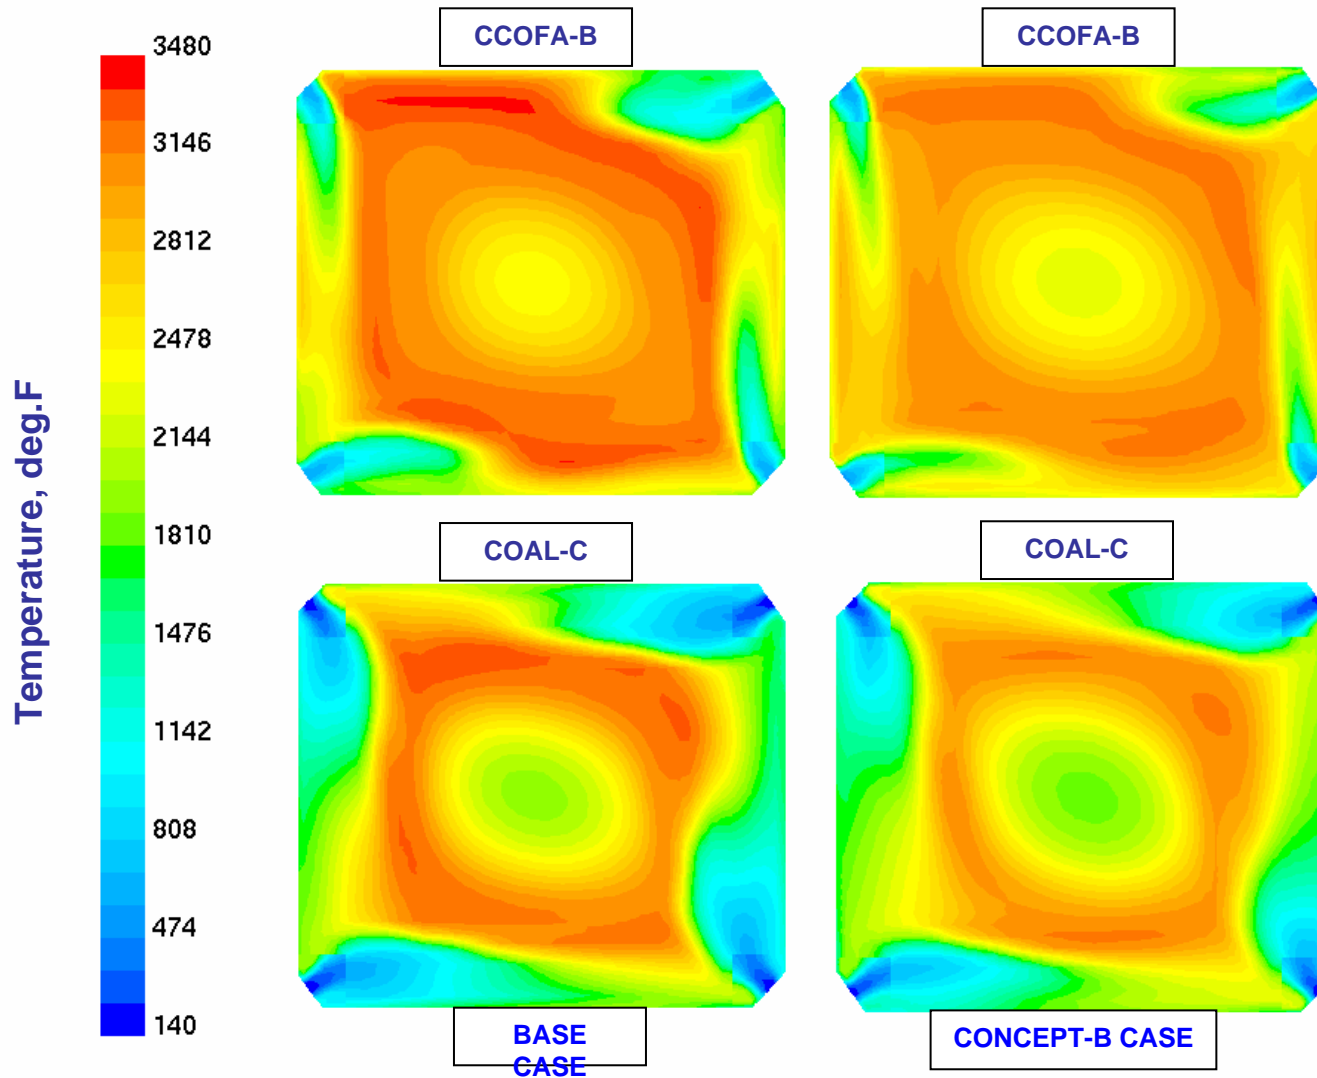 CCOFA-B
CCOFA-B
3480
3146
2812
2478
2144
1810
1476
1142
808
474
140
Temperature, deg.F
COAL-C
COAL-C
BASE
CASE
CONCEPT-B CASE